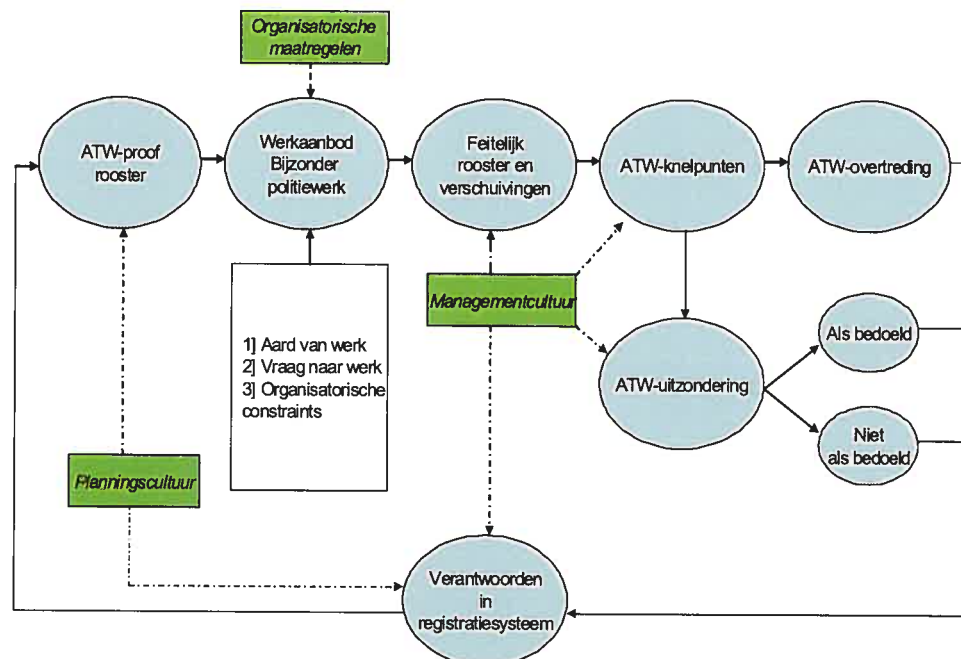 Organisatorische
maatregelen
ATW-proof
rooster
Werkaanbod
Bijzonder
politiewerk
Feitelijk
rooster en
verschuivingen
ATW-knelpunten
ATW-overtreding
Managementcultuur
1] Aard van werk
2] Vraag naar werk
3] Organisatorische
constraints
ATW-uitzondering
Als bedoeld
Niet
als bedoeld
Planningscultuur
Verantwoorden
in
registratiesysteem